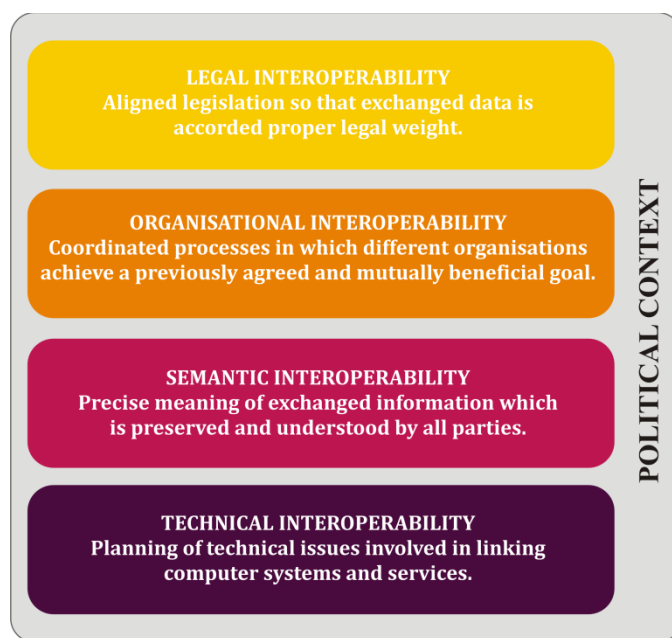 LEGAL INTEROPERABILITY
Aligned legislation so that exchanged data is
accorded proper legal weight.
ORGANISATIONAL INTEROPERABILITY
Coordinated processes in which different organisations
achieve a previously agreed and mutually beneficial goal.
SEMANTIC INTEROPERABILITY
Precise meaning of exchanged information which
is preserved and understood by all parties.
TECHNICAL INTEROPERABILITY
Planning of technical issues involved in linking
computer systems and services.
POLITICAL CONTEXT